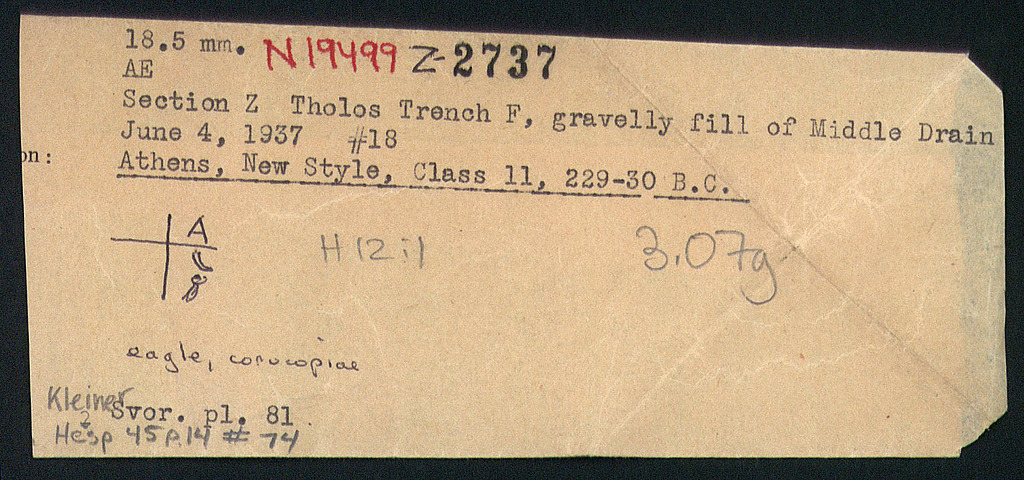 18.5 mm. N19499 Z-2737
AE
Section Z Tholos Trench F, gravelly fill of Middle Drain
June 4, 1937 #18
on:
Athens, New Style, Class 11, 229-30 B.C.
A
H 12:1 3.07g
eagle, cornucopiae
Kleiner
Svor. pl. 81
Hesp 45 p.14 # 74